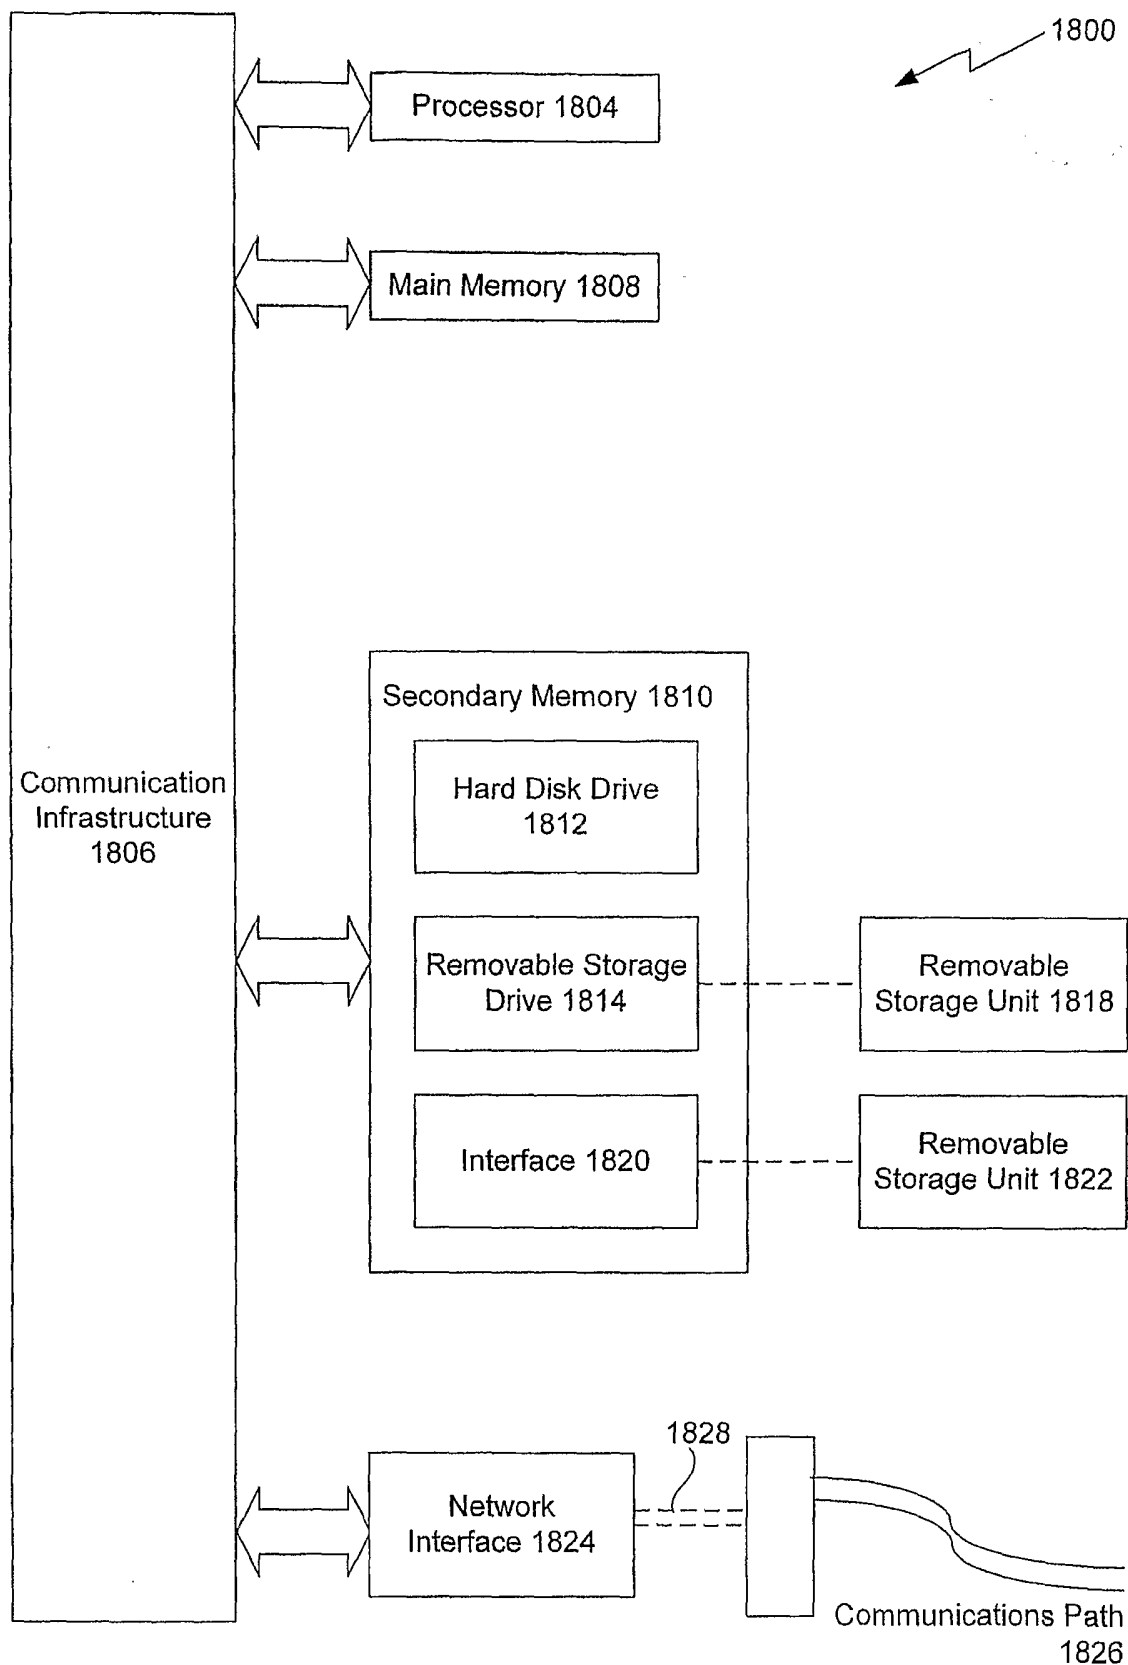 1800
Processor 1804
Main Memory 1808
Secondary Memory 1810
Hard Disk Drive
1812
Communication
Infrastructure
1806
Removable Storage
Drive 1814
Removable
Storage Unit 1818
Interface 1820
Removable
Storage Unit 1822
1828
Network
Interface 1824
Communications Path
1826